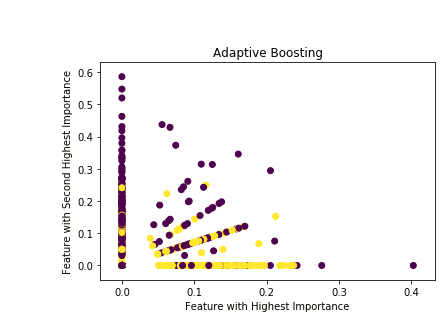 Adaptive Boosting
0.6
0.5
0.4
0.3
0.2
0.1
0.0
Feature with Second Highest Importance
0.0 0.1 0.2 0.3 0.4
Feature with Highest Importance